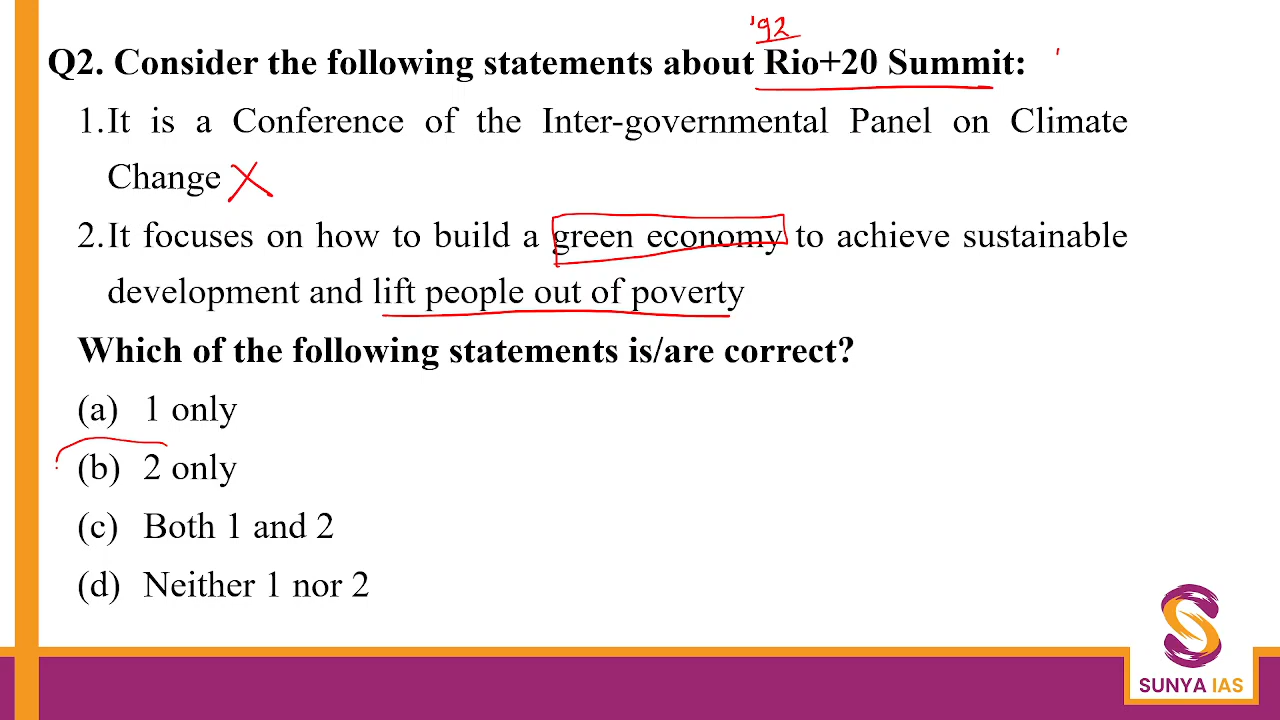 '92
Q2. Consider the following statements about Rio+20 Summit:
1. It is a Conference of the Inter-governmental Panel on Climate
Change
2. It focuses on how to build a green economy to achieve sustainable
development and lift people out of poverty
Which of the following statements is/are correct?
(a) 1 only
(b) 2 only
(c) Both 1 and 2
(d) Neither 1 nor 2
SUNYA IAS